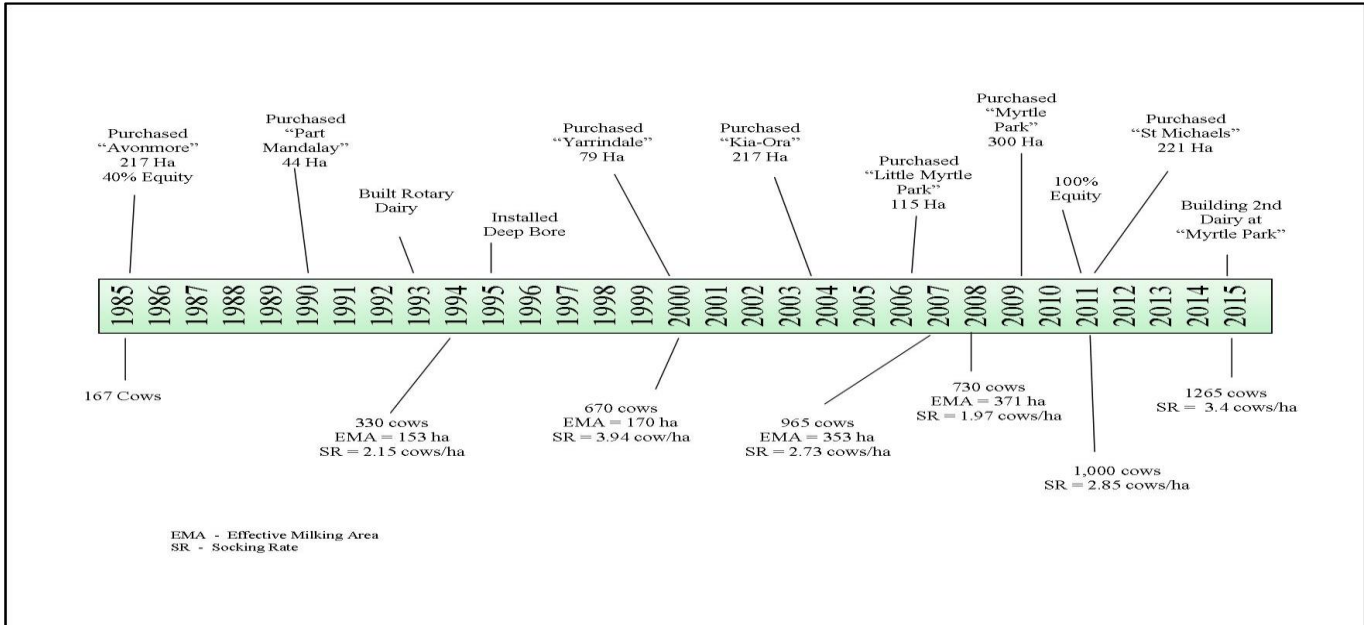 Purchased
“Avonmore”
217 Ha
40% Equity
Purchased
“Part
Mandalay”
44 Ha
Built Rotary
Dairy
Installed
Deep Bore
Purchased
“Yarrindale”
79 Ha
Purchased
“Kia-Ora”
217 Ha
Purchased
“Little Myrtle
Park”
115 Ha
Purchased
“Myrtle
Park”
300 Ha
100%
Equity
Purchased
“St Michaels”
221 Ha
Building 2nd
Dairy at
“Myrtle Park”
1985
1986
1987
1988
1989
1990
1991
1992
1993
1994
1995
1996
1997
1998
1999
2000
2001
2002
2003
2004
2005
2006
2007
2008
2009
2010
2011
2012
2013
2014
2015
167 Cows
330 cows
EMA = 153 ha
SR = 2.15 cows/ha
670 cows
EMA = 170 ha
SR = 3.94 cow/ha
965 cows
EMA = 353 ha
SR = 2.73 cows/ha
730 cows
EMA = 371 ha
SR = 1.97 cows/ha
1,000 cows
SR = 2.85 cows/ha
1265 cows
SR = 3.4 cows/ha
EMA - Effective Milking Area
SR - Socking Rate